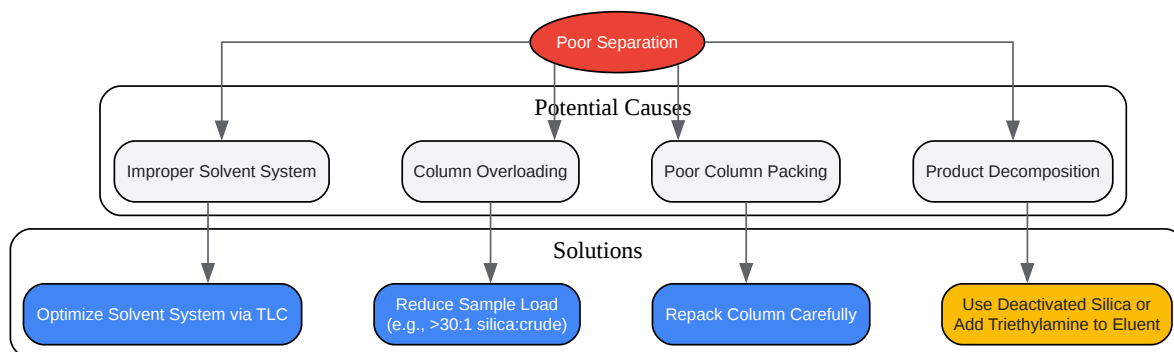 Poor Separation
Potential Causes
Improper Solvent System
Column Overloading
Poor Column Packing
Product Decomposition
Solutions
Optimize Solvent System via TLC
Reduce Sample Load
(e.g., >30:1 silica:crude)
Repack Column Carefully
Use Deactivated Silica or
Add Triethylamine to Eluent